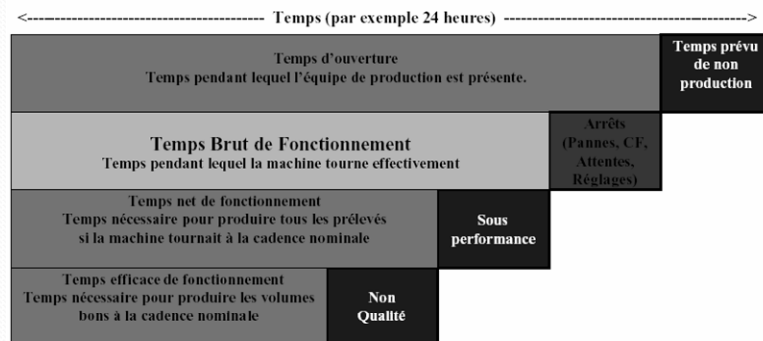 <----------------------------------------- Temps (par exemple 24 heures) ------------------------------------------>
Temps d'ouverture
Temps pendant lequel l'équipe de production est présente.
Temps prévu
de non
production
Temps Brut de Fonctionnement
Temps pendant lequel la machine tourne effectivement
Arrêts
(Pannes, CF,
Attentes,
Réglages)
Temps net de fonctionnement
Temps nécessaire pour produire tous les prélevés
si la machine tournait à la cadence nominale
Sous
performance
Temps efficace de fonctionnement
Temps nécessaire pour produire les volumes
bons à la cadence nominale
Non
Qualité